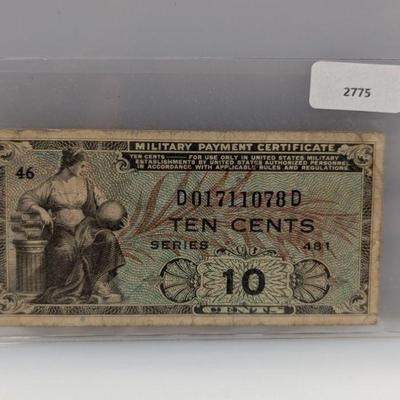 2775
MILITARY PAYMENT CERTIFICATE
TEN CENTS — FOR USE ONLY IN UNITED STATES MILITARY
ESTABLISHMENTS BY UNITED STATES AUTHORIZED PERSONNEL
IN ACCORDANCE WITH APPLICABLE RULES AND REGULATIONS.
46
D01711078D
TEN CENTS
SERIES 481
10
CENTS